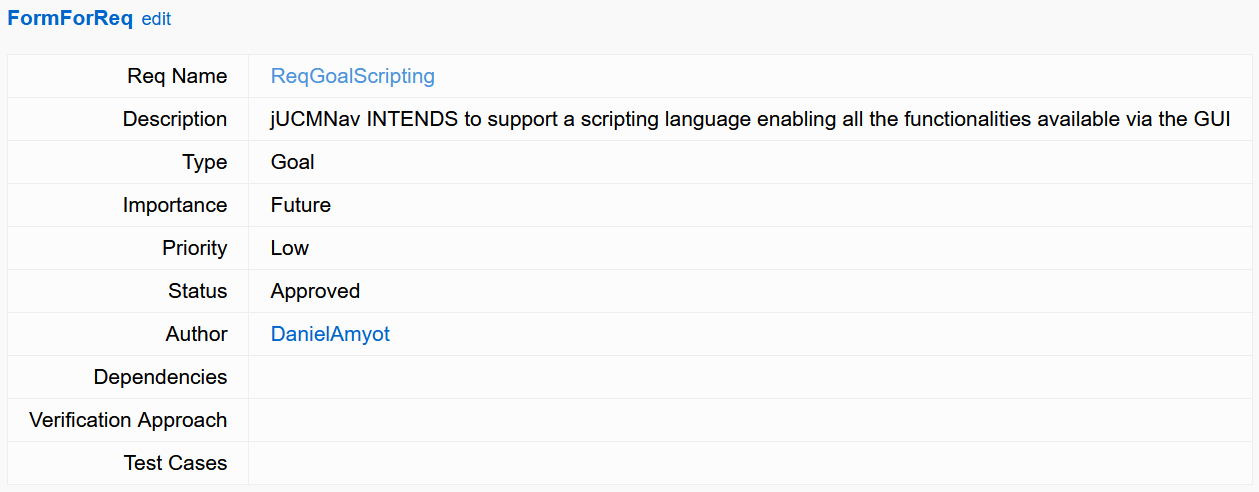 FormForReq edit
Req Name ReqGoalScripting
Description jUCMNav INTENDS to support a scripting language enabling all the functionalities available via the GUI
Type Goal
Importance Future
Priority Low
Status Approved
Author DanielAmyot
Dependencies
Verification Approach
Test Cases